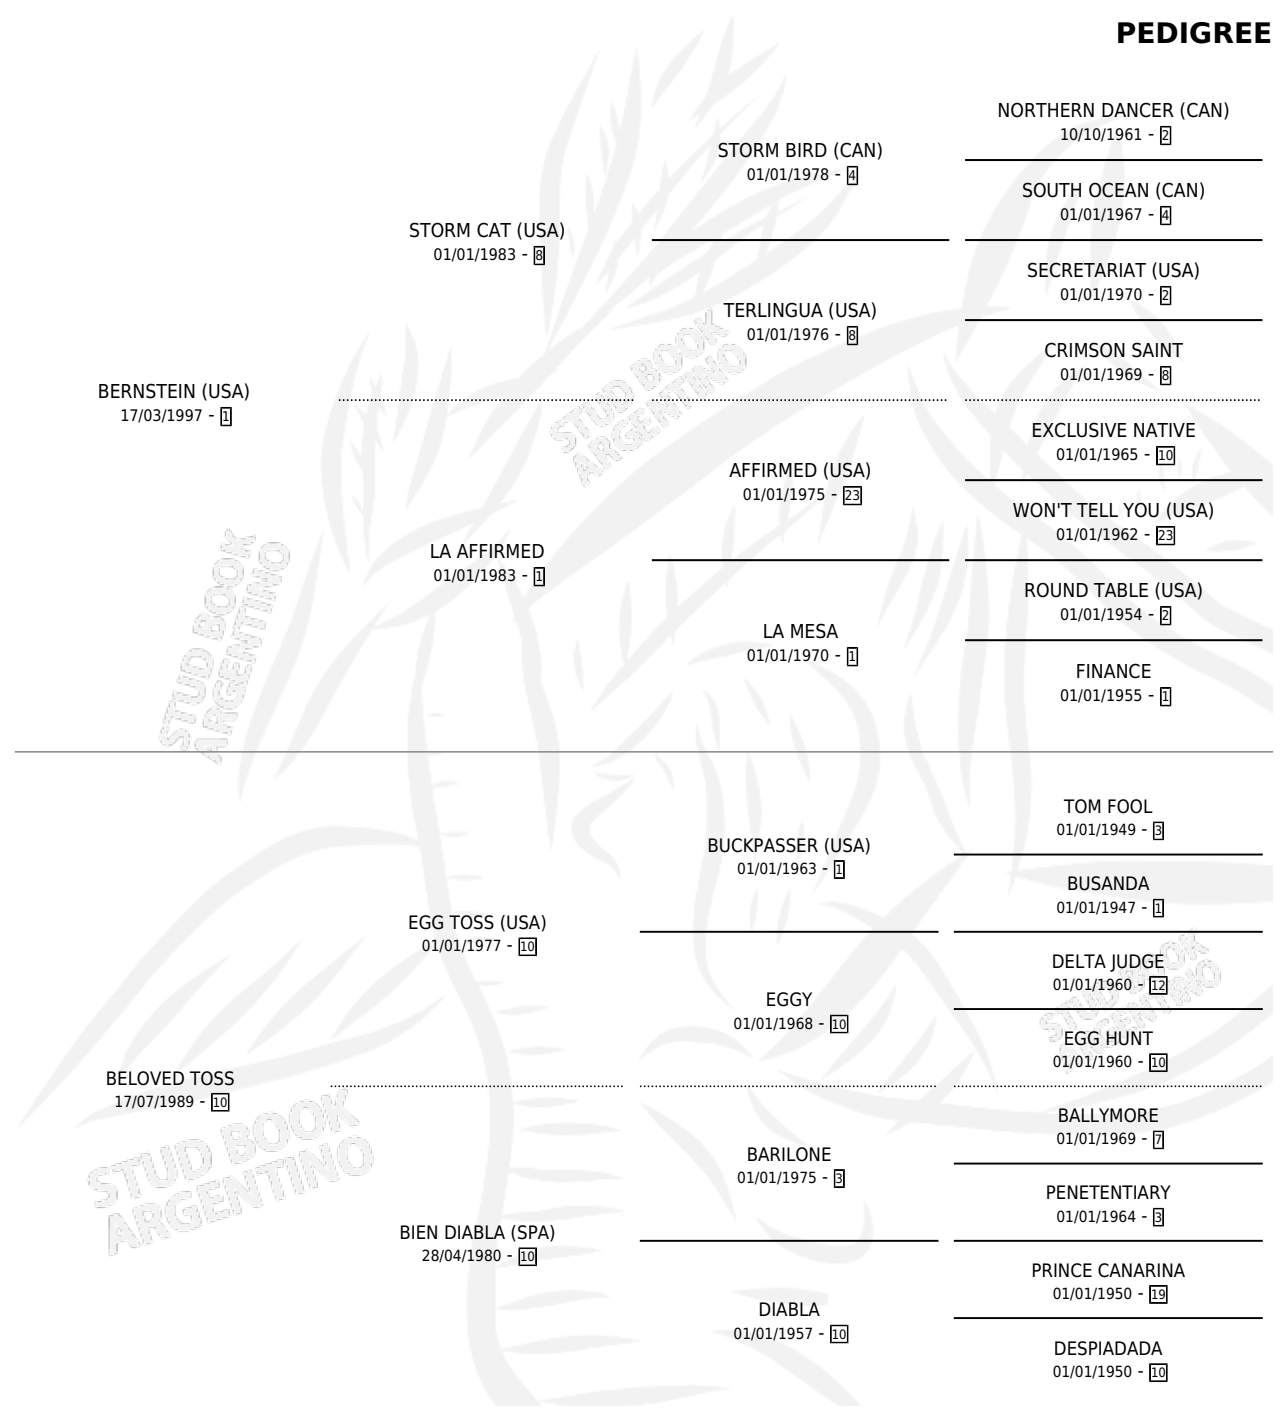 PEDIGREE
NORTHERN DANCER (CAN)
10/10/1961 - 2
STORM BIRD (CAN)
01/01/1978 - 4
SOUTH OCEAN (CAN)
01/01/1967 - 4
STORM CAT (USA)
01/01/1983 - 8
SECRETARIAT (USA)
01/01/1970 - 2
TERLINGUA (USA)
01/01/1976 - 8
CRIMSON SAINT
01/01/1969 - 8
STUD BOOK
ARGENTINO
BERNSTEIN (USA)
17/03/1997 - 1
EXCLUSIVE NATIVE
01/01/1965 - 10
AFFIRMED (USA)
01/01/1975 - 23
WON'T TELL YOU (USA)
01/01/1962 - 23
LA AFFIRMED
01/01/1983 - 1
ROUND TABLE (USA)
01/01/1954 - 2
LA MESA
01/01/1970 - 1
FINANCE
01/01/1955 - 1
STUD BOOK
ARGENTINO
TOM FOOL
01/01/1949 - 3
BUCKPASSER (USA)
01/01/1963 - 1
BUSANDA
01/01/1947 - 1
EGG TOSS (USA)
01/01/1977 - 10
DELTA JUDGE
01/01/1960 - 12
EGGY
01/01/1968 - 10
EGG HUNT
01/01/1960 - 10
STUD BOOK
ARGENTINO
BELOVED TOSS
17/07/1989 - 10
BALLYMORE
01/01/1969 - 7
BARILONE
01/01/1975 - 3
PENETENTIARY
01/01/1964 - 3
STUD BOOK
ARGENTINO
BIEN DIABLA (SPA)
28/04/1980 - 10
PRINCE CANARINA
01/01/1950 - 19
DIABLA
01/01/1957 - 10
DESPIADADA
01/01/1950 - 10